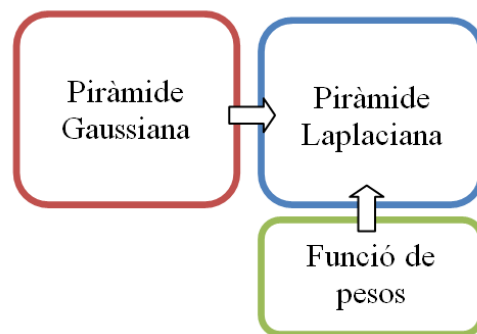 Piràmide
Gaussiana
Piràmide
Laplaciana
Funció de
pesos